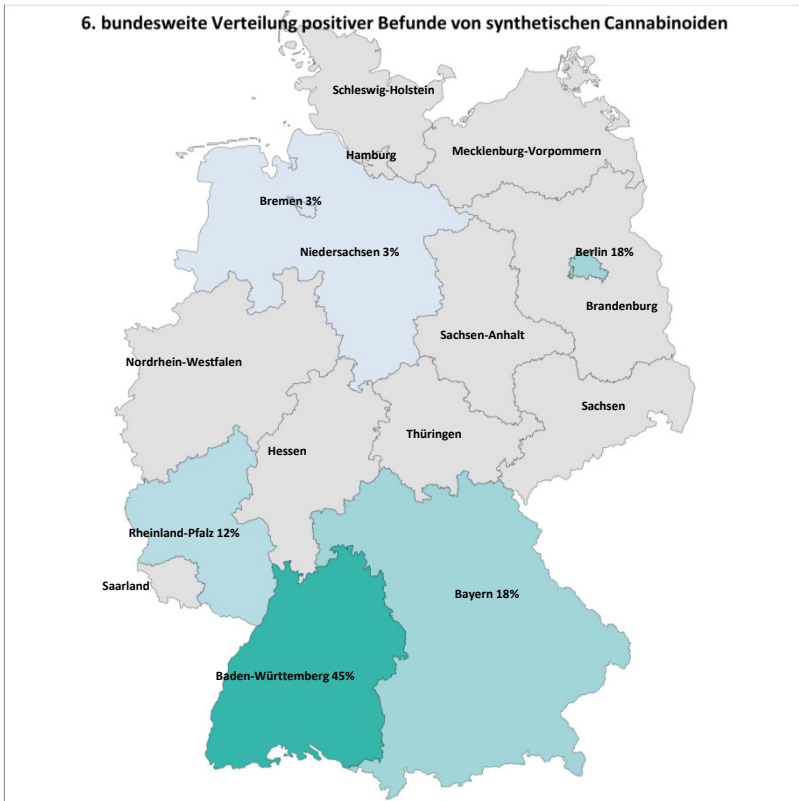 6. bundesweite Verteilung positiver Befunde von synthetischen Cannabinoiden
Schleswig-Holstein
Mecklenburg-Vorpommern
Hamburg
Bremen 3%
Niedersachsen 3%
Berlin 18%
Brandenburg
Sachsen-Anhalt
Nordrhein-Westfalen
Sachsen
Thüringen
Hessen
Rheinland-Pfalz 12%
Saarland
Bayern 18%
Baden-Württemberg 45%